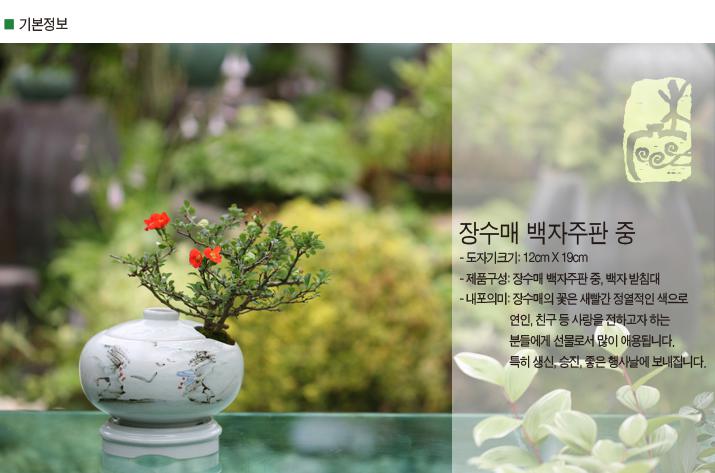 기본정보
장수매 백자주판 중
- 도자기크기: 12cm X 19cm
- 제품구성: 장수매 백자주판 중, 백자 받침대
- 내포의미: 장수매의 꽃은 새빨간 정열적인 색으로
연인, 친구 등 사랑을 전하고자 하는
분들에게 선물로서 많이 애용됩니다.
특히 생신, 승진, 좋은 행사날에 보내집니다.